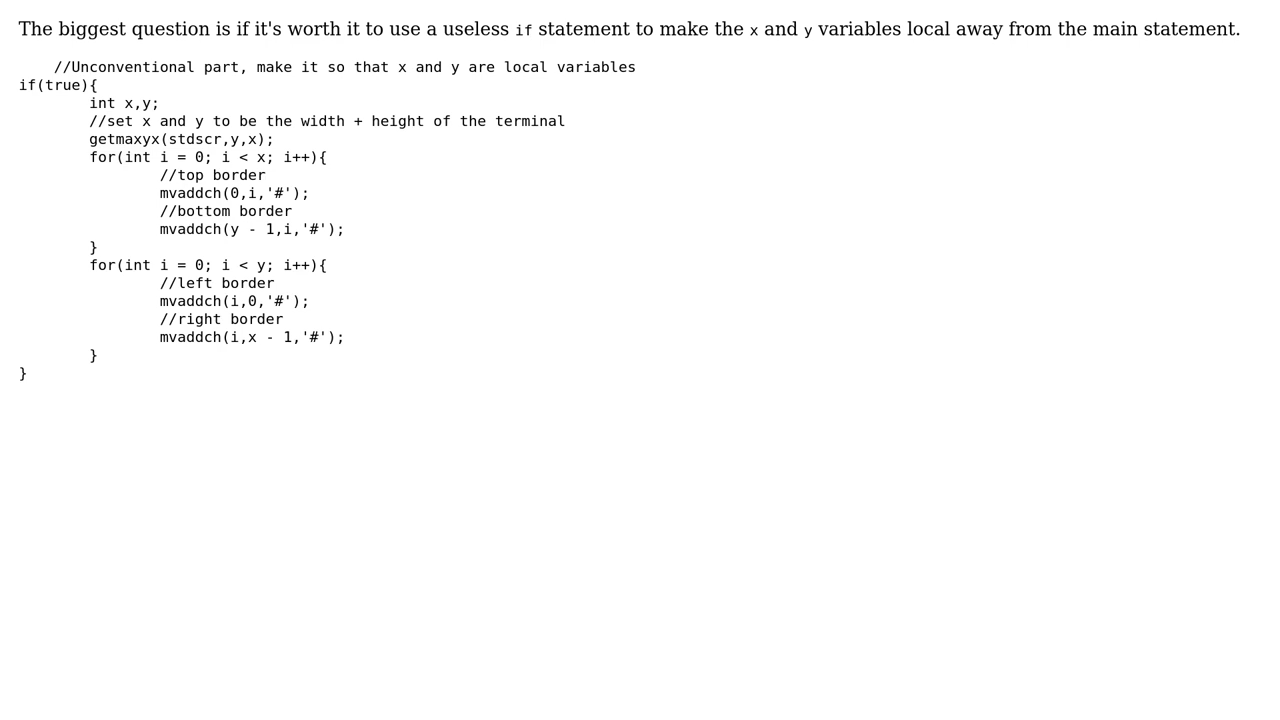 The biggest question is if it's worth it to use a useless if statement to make the x and y variables local away from the main statement.
    //Unconventional part, make it so that x and y are local variables
if(true){
        int x,y;
        //set x and y to be the width + height of the terminal
        getmaxyx(stdscr,y,x);
        for(int i = 0; i < x; i++){
                //top border
                mvaddch(0,i,'#');
                //bottom border
                mvaddch(y - 1,i,'#');
        }
        for(int i = 0; i < y; i++){
                //left border
                mvaddch(i,0,'#');
                //right border
                mvaddch(i,x - 1,'#');
        }
}